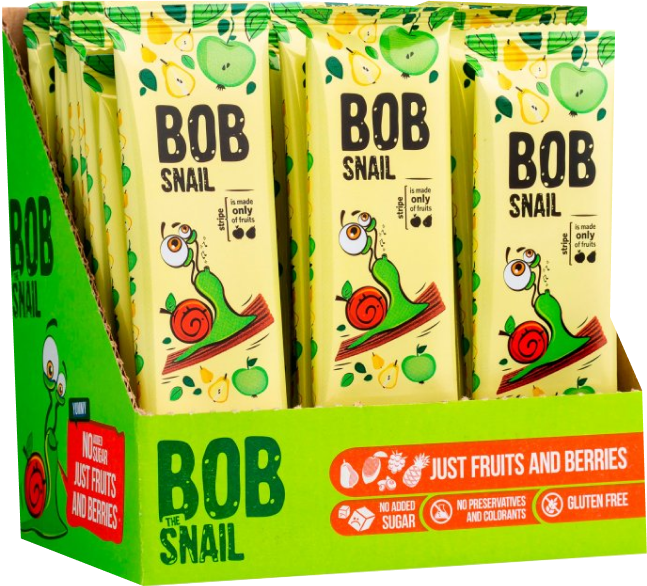 BOB
SNAIL
stripe
is made
only
of fruits
BOB
SNAIL
stripe
is made
only
of fruits
BOB
SNAIL
stripe
is made
only
of fruits
BOB
SNAIL
YUMMY
NO ADDED
SUGAR
JUST FRUITS
AND BERRIES
BOB
THE
SNAIL
JUST FRUITS AND BERRIES
NO ADDED
SUGAR
NO PRESERVATIVES
AND COLORANTS
GLUTEN FREE